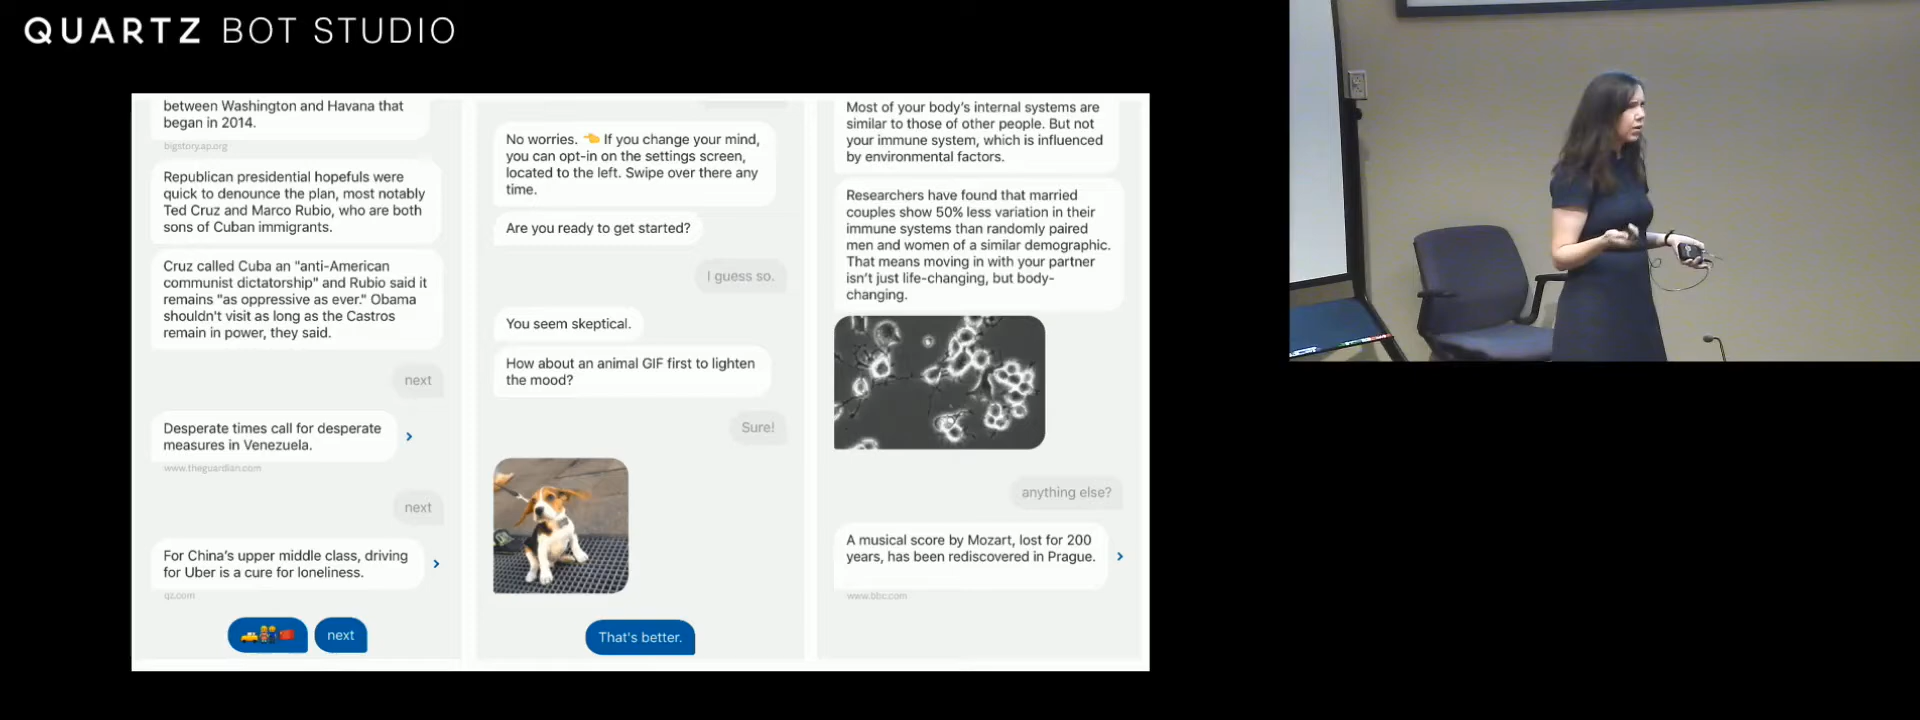 QUARTZ BOT STUDIO
between Washington and Havana that
began in 2014.
bigstory.ap.org
Republican presidential hopefuls were
quick to denounce the plan, most notably
Ted Cruz and Marco Rubio, who are both
sons of Cuban immigrants.
Cruz called Cuba an "anti-American
communist dictatorship" and Rubio said it
remains "as oppressive as ever." Obama
shouldn't visit as long as the Castros
remain in power, they said.
next
Desperate times call for desperate
measures in Venezuela.
www.theguardian.com
next
For China's upper middle class, driving
for Uber is a cure for loneliness.
qz.com
next
No worries. 👈 If you change your mind,
you can opt-in on the settings screen,
located to the left. Swipe over there any
time.
Are you ready to get started?
I guess so.
You seem skeptical.
How about an animal GIF first to lighten
the mood?
Sure!
That's better.
Most of your body's internal systems are
similar to those of other people. But not
your immune system, which is influenced
by environmental factors.
Researchers have found that married
couples show 50% less variation in their
immune systems than randomly paired
men and women of a similar demographic.
That means moving in with your partner
isn't just life-changing, but body-
changing.
anything else?
A musical score by Mozart, lost for 200
years, has been rediscovered in Prague.
www.bbc.com